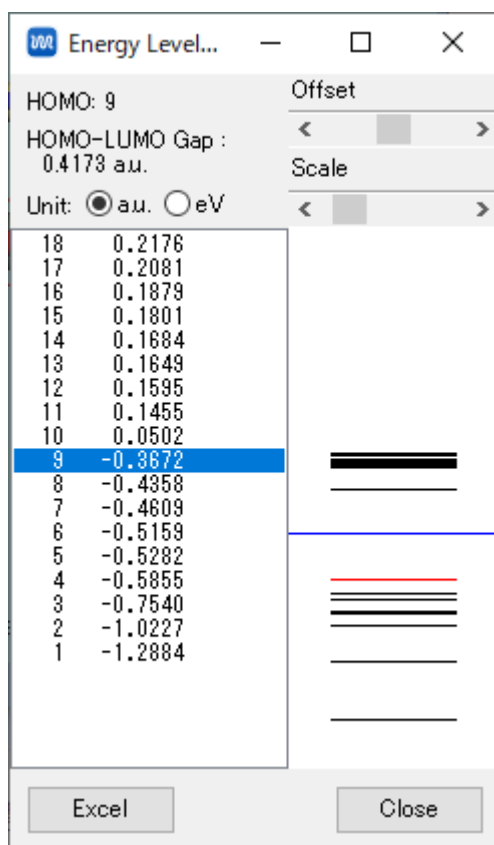 Energy Level...
HOMO: 9
HOMO-LUMO Gap :
0.4173 a.u.
Unit: a.u. eV
Offset
Scale
18 0.2176
17 0.2081
16 0.1879
15 0.1801
14 0.1684
13 0.1649
12 0.1595
11 0.1455
10 0.0502
9 -0.3672
8 -0.4358
7 -0.4609
6 -0.5159
5 -0.5282
4 -0.5855
3 -0.7540
2 -1.0227
1 -1.2884
Excel
Close